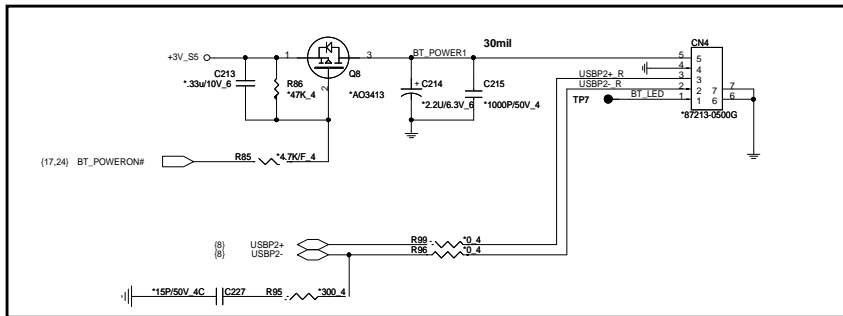 30mil
CN4
+3V_S5
1
3
BT_POWER1
5
5
4
4
USBP2+_R
3
3
USBP2-_R
2
2
7
7
TP7
BT_LED
1
1
6
6
*87213-0500G
C213
*.33u/10V_6
R86
*47K_4
2
Q8
*AO3413
+
C214
*2.2U/6.3V_6
C215
*1000P/50V_4
{17,24}
BT_POWERON#
R85
*4.7K/F_4
{8}
USBP2+
R99
*0_4
{8}
USBP2-
R96
*0_4
*15P/50V_4C
C227
R95
*300_4